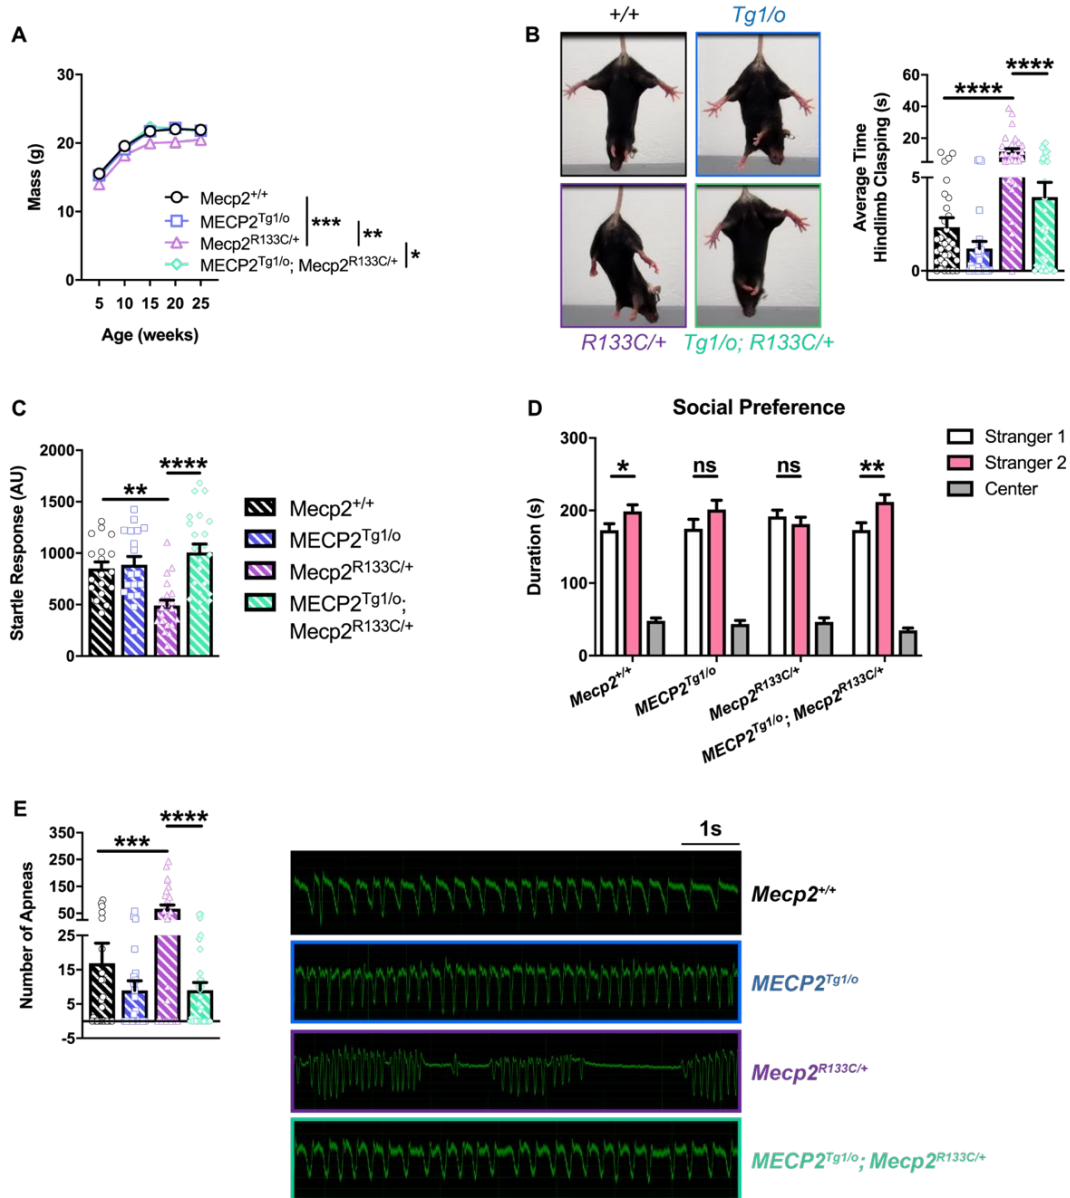 A
Mass (g)
30
20
10
0
5 10 15 20 25
Age (weeks)
Mecp2+/+
MECP2Tg1/o
Mecp2R133C/+
MECP2Tg1/o; Mecp2R133C/+
***
**
*
B
+/+
Tg1/o
R133C/+
Tg1/o; R133C/+
Average Time
Hindlimb Clasping (s)
60
40
20
5
0
****
****
C
Startle Response (AU)
2000
1500
1000
500
0
**
****
Mecp2+/+
MECP2Tg1/o
Mecp2R133C/+
MECP2Tg1/o;
Mecp2R133C/+
D
Social Preference
Duration (s)
300
200
100
0
*
ns
ns
**
Mecp2+/+
MECP2Tg1/o
Mecp2R133C/+
MECP2Tg1/o; Mecp2R133C/+
Stranger 1
Stranger 2
Center
E
Number of Apneas
350
250
150
50
25
15
5
-5
***
****
1s
Mecp2+/+
MECP2Tg1/o
Mecp2R133C/+
MECP2Tg1/o; Mecp2R133C/+